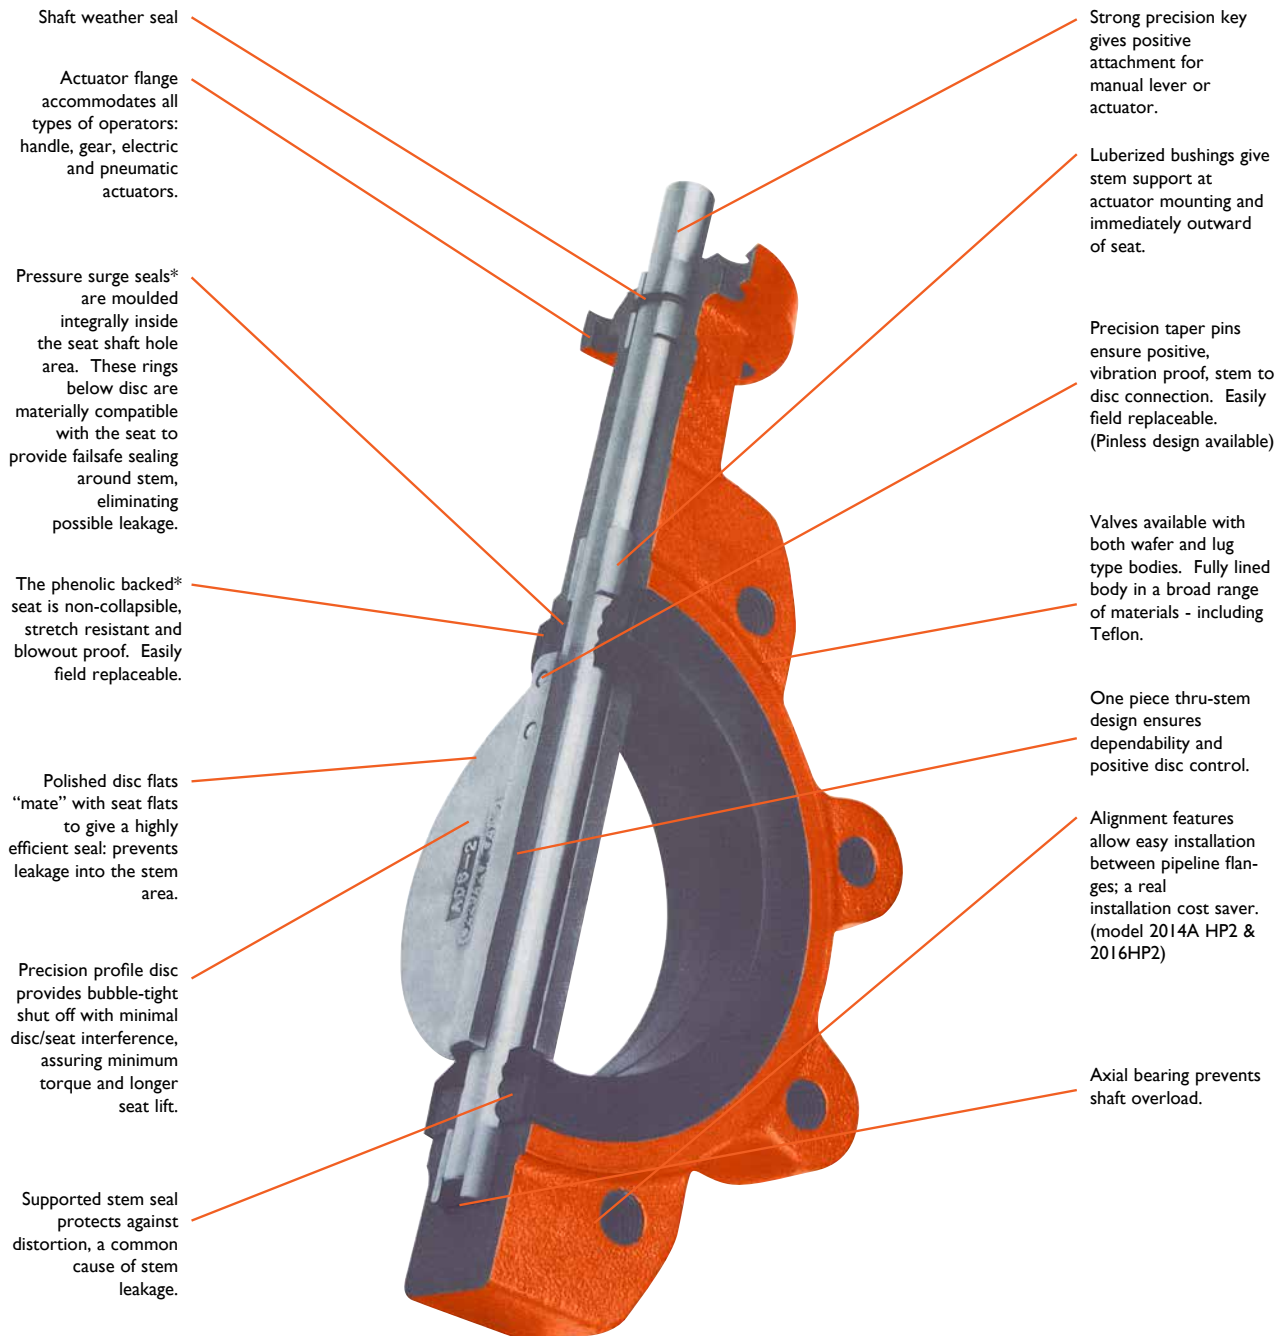 Shaft weather seal
Actuator flange
accommodates all
types of operators:
handle, gear, electric
and pneumatic
actuators.
Pressure surge seals*
are moulded
integrally inside
the seat shaft hole
area. These rings
below disc are
materially compatible
with the seat to
provide failsafe sealing
around stem,
eliminating
possible leakage.
The phenolic backed*
seat is non-collapsible,
stretch resistant and
blowout proof. Easily
field replaceable.
Polished disc flats
“mate” with seat flats
to give a highly
efficient seal: prevents
leakage into the stem
area.
Precision profile disc
provides bubble-tight
shut off with minimal
disc/seat interference,
assuring minimum
torque and longer
seat lift.
Supported stem seal
protects against
distortion, a common
cause of stem
leakage.
Strong precision key
gives positive
attachment for
manual lever or
actuator.
Luberized bushings give
stem support at
actuator mounting and
immediately outward
of seat.
Precision taper pins
ensure positive,
vibration proof, stem to
disc connection. Easily
field replaceable.
(Pinless design available)
Valves available with
both wafer and lug
type bodies. Fully lined
body in a broad range
of materials - including
Teflon.
One piece thru-stem
design ensures
dependability and
positive disc control.
Alignment features
allow easy installation
between pipeline flan-
ges; a real
installation cost saver.
(model 2014A HP2 &
2016HP2)
Axial bearing prevents
shaft overload.